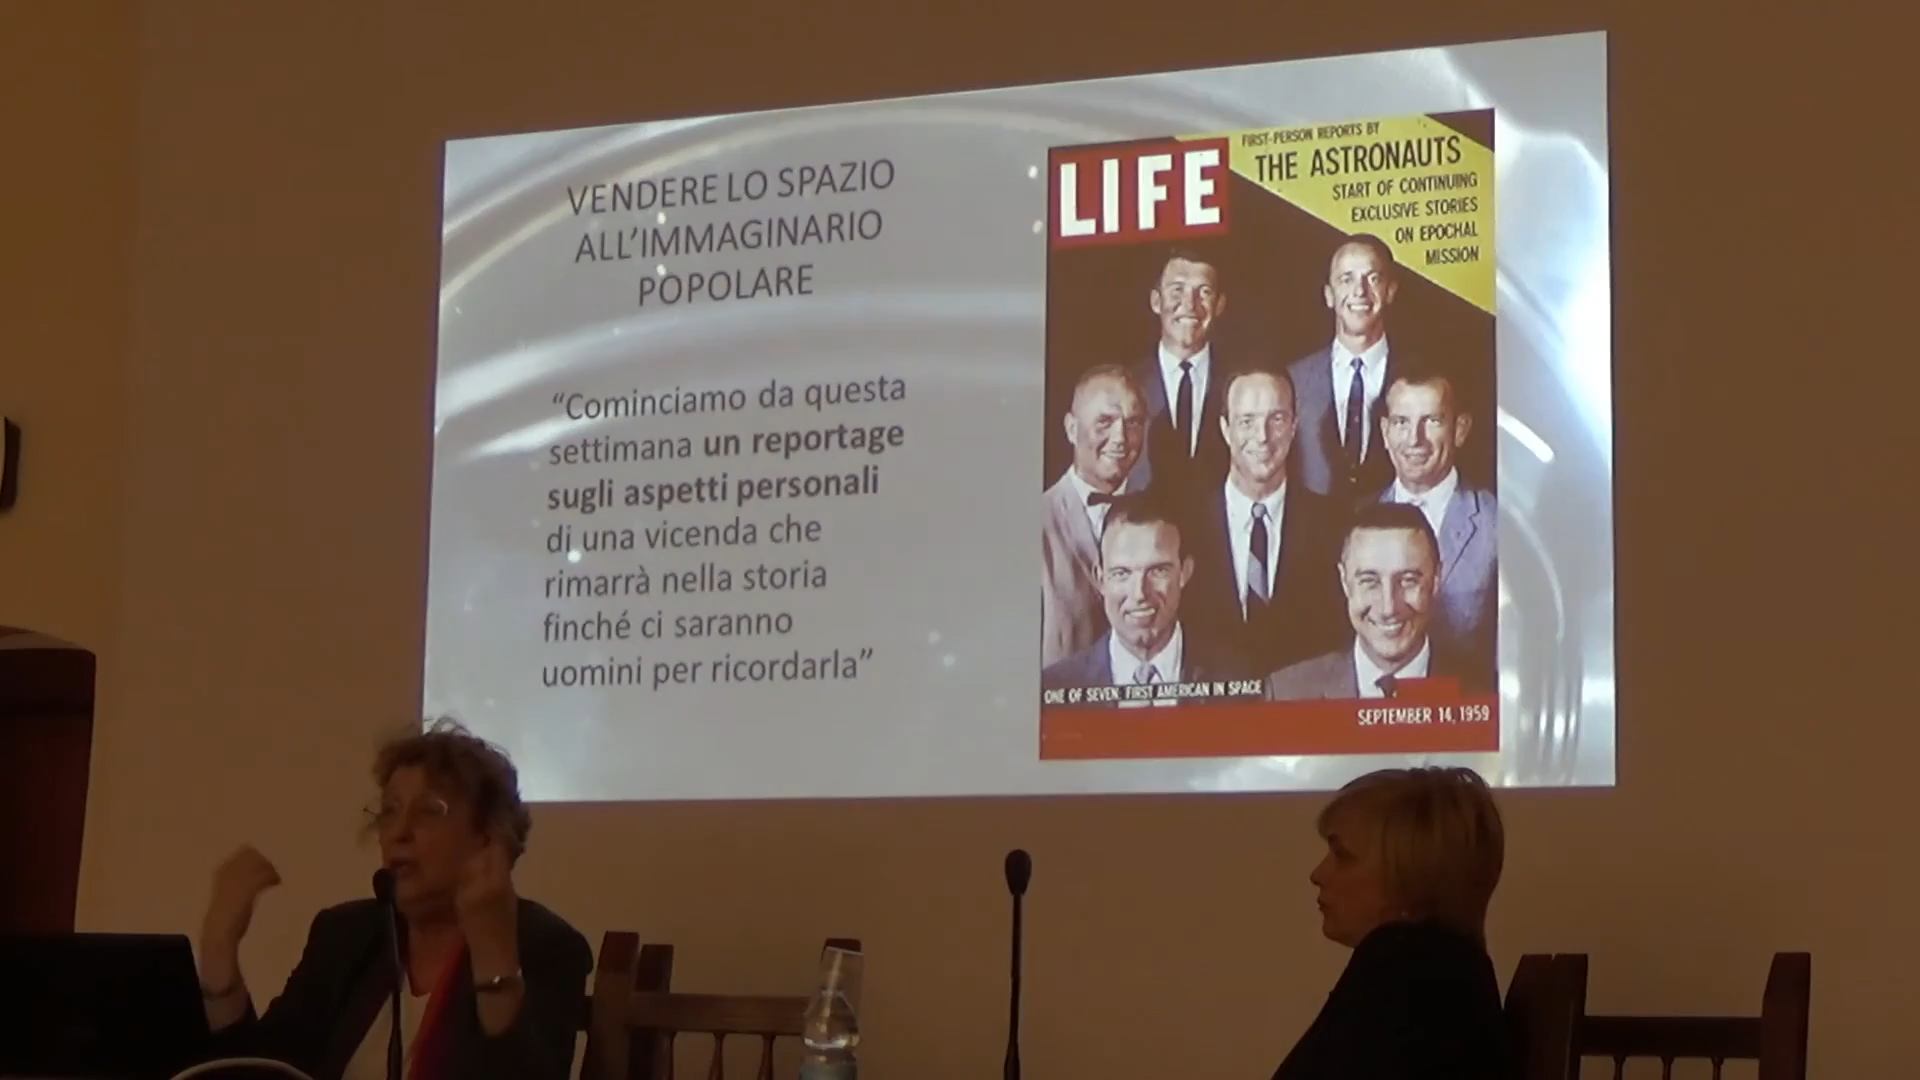 VENDERE LO SPAZIO
ALL’IMMAGINARIO
POPOLARE
“Cominciamo da questa
settimana un reportage
sugli aspetti personali
di una vicenda che
rimarrà nella storia
finché ci saranno
uomini per ricordarla”
LIFE
FIRST-PERSON REPORTS BY
THE ASTRONAUTS
START OF CONTINUING
EXCLUSIVE STORIES
ON EPOCHAL
MISSION
ONE OF SEVEN: FIRST AMERICAN IN SPACE
SEPTEMBER 14, 1959